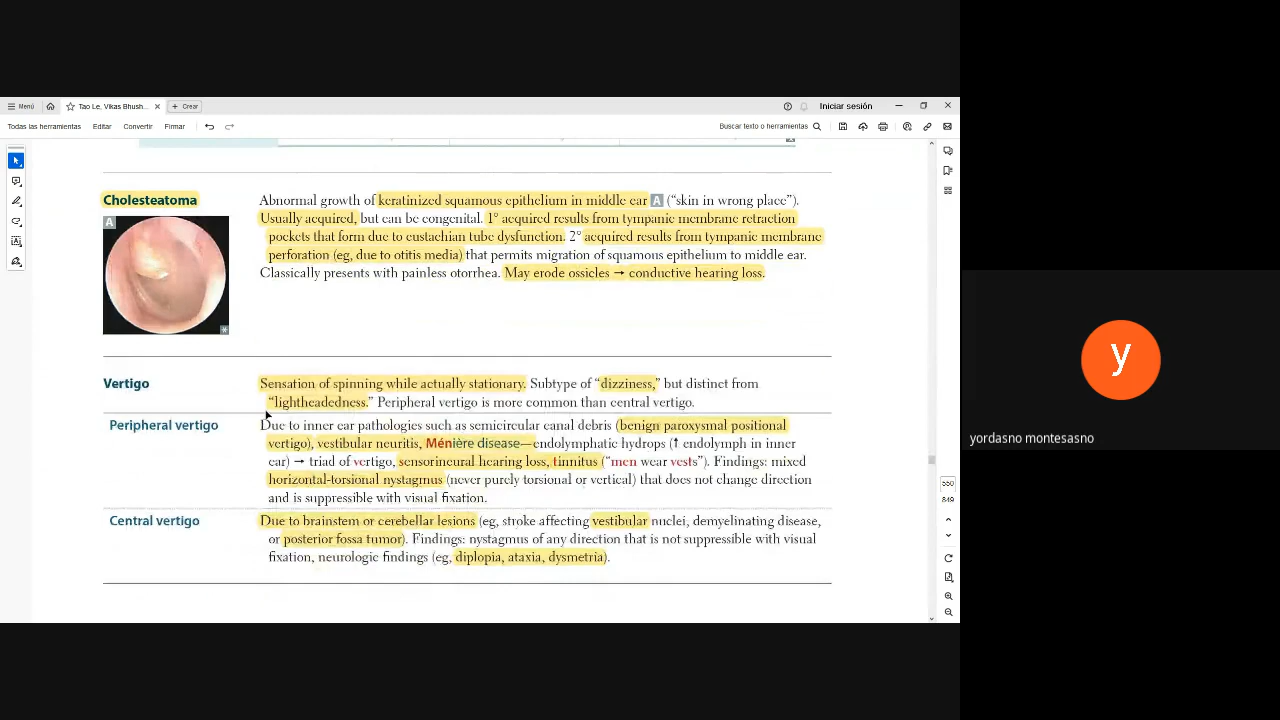 Menú
Tao Le, Vikas Bhush...
Crear
Iniciar sesión
Todas las herramientas
Editar
Convertir
Firmar
Buscar texto o herramientas
Cholesteatoma
A
Abnormal growth of keratinized squamous epithelium in middle ear A (“skin in wrong place”).
Usually acquired, but can be congenital. 1° acquired results from tympanic membrane retraction
pockets that form due to eustachian tube dysfunction. 2° acquired results from tympanic membrane
perforation (eg, due to otitis media) that permits migration of squamous epithelium to middle ear.
Classically presents with painless otorrhea. May erode ossicles → conductive hearing loss.
Vertigo
Sensation of spinning while actually stationary. Subtype of “dizziness,” but distinct from
“lightheadedness.” Peripheral vertigo is more common than central vertigo.
Peripheral vertigo
Due to inner ear pathologies such as semicircular canal debris (benign paroxysmal positional
vertigo), vestibular neuritis, Ménière disease—endolymphatic hydrops (↑ endolymph in inner
ear) → triad of vertigo, sensorineural hearing loss, tinnitus (“men wear vests”). Findings: mixed
horizontal-torsional nystagmus (never purely torsional or vertical) that does not change direction
and is suppressible with visual fixation.
Central vertigo
Due to brainstem or cerebellar lesions (eg, stroke affecting vestibular nuclei, demyelinating disease,
or posterior fossa tumor). Findings: nystagmus of any direction that is not suppressible with visual
fixation, neurologic findings (eg, diplopia, ataxia, dysmetria).
550
849
y
yordasno montesasno